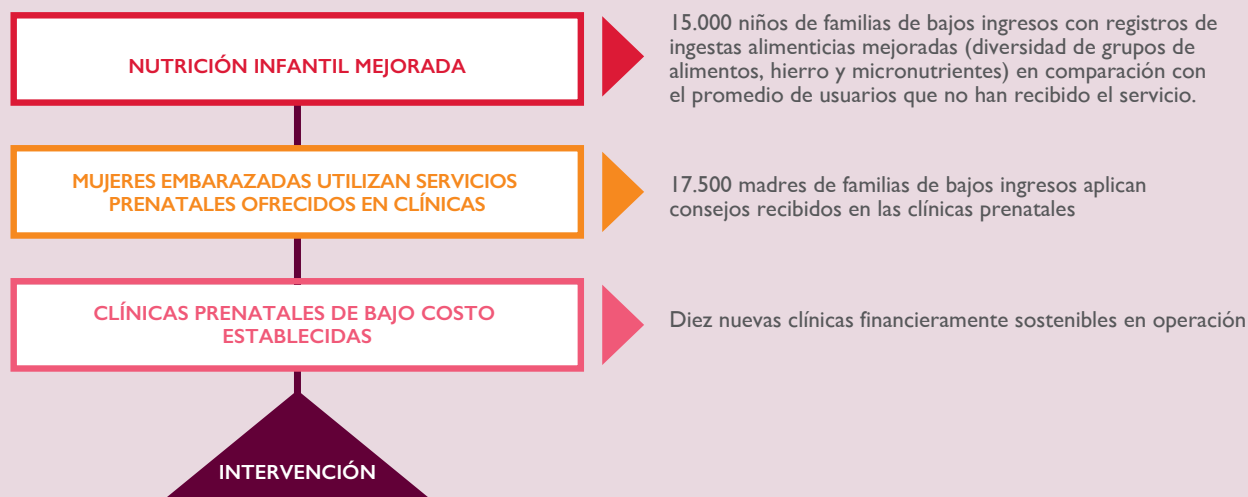 NUTRICIÓN INFANTIL MEJORADA
15.000 niños de familias de bajos ingresos con registros de
ingestas alimenticias mejoradas (diversidad de grupos de
alimentos, hierro y micronutrientes) en comparación con
el promedio de usuarios que no han recibido el servicio.
MUJERES EMBARAZADAS UTILIZAN SERVICIOS
PRENATALES OFRECIDOS EN CLÍNICAS
17.500 madres de familias de bajos ingresos aplican
consejos recibidos en las clínicas prenatales
CLÍNICAS PRENATALES DE BAJO COSTO
ESTABLECIDAS
Diez nuevas clínicas financieramente sostenibles en operación
INTERVENCIÓN